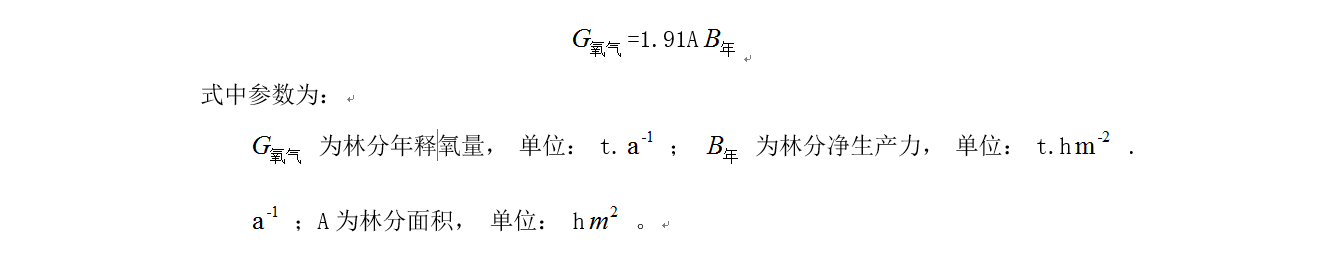 G氧气=1.91A B年
式中参数为：
G氧气 为林分年释氧量， 单位： t.a⁻¹ ； B年 为林分净生产力， 单位： t.hm⁻² .
a⁻¹ ；A为林分面积， 单位： hm² 。